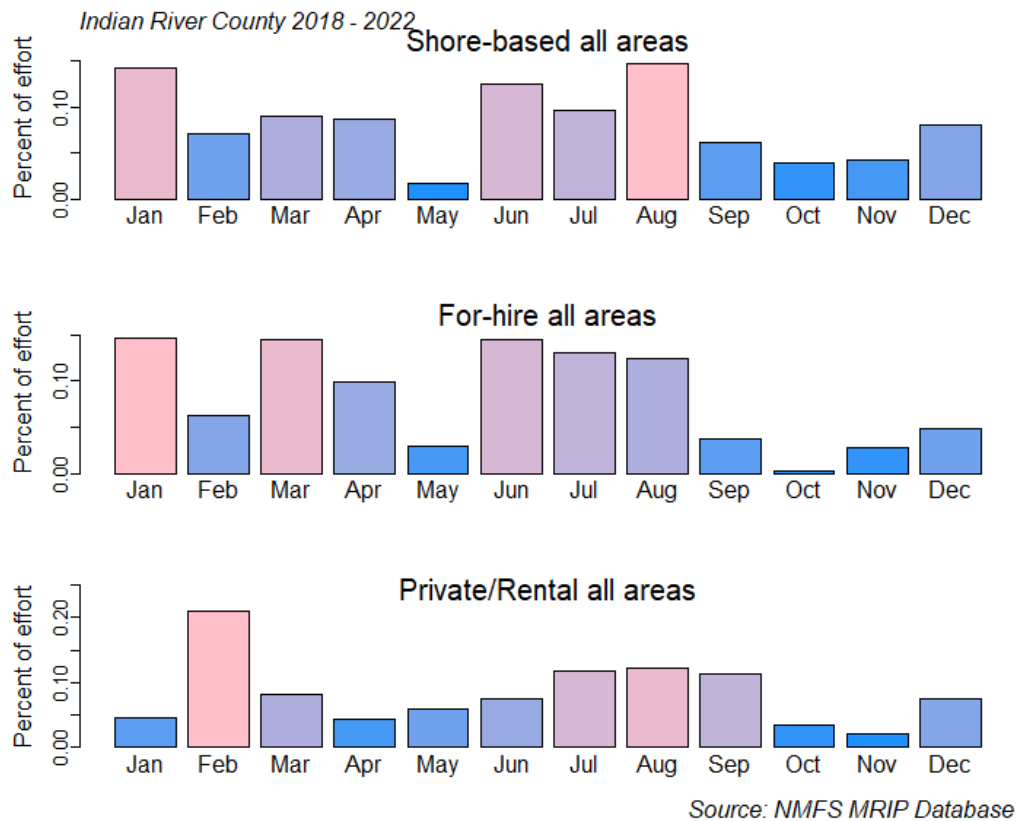 Indian River County 2018 - 2022
Shore-based all areas
Percent of effort
0.10
0.00
Jan Feb Mar Apr May Jun Jul Aug Sep Oct Nov Dec
For-hire all areas
Percent of effort
0.10
0.00
Jan Feb Mar Apr May Jun Jul Aug Sep Oct Nov Dec
Private/Rental all areas
Percent of effort
0.20
0.10
0.00
Jan Feb Mar Apr May Jun Jul Aug Sep Oct Nov Dec
Source: NMFS MRIP Database